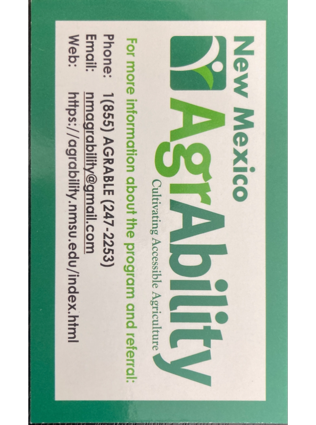 New Mexico
AgrAbility
Cultivating Accessible Agriculture
For more information about the program and referral:
Phone: 1(855) AGRABLE (247-2253)
Email: nmagrability@gmail.com
Web: https://agrability.nmsu.edu/index.html